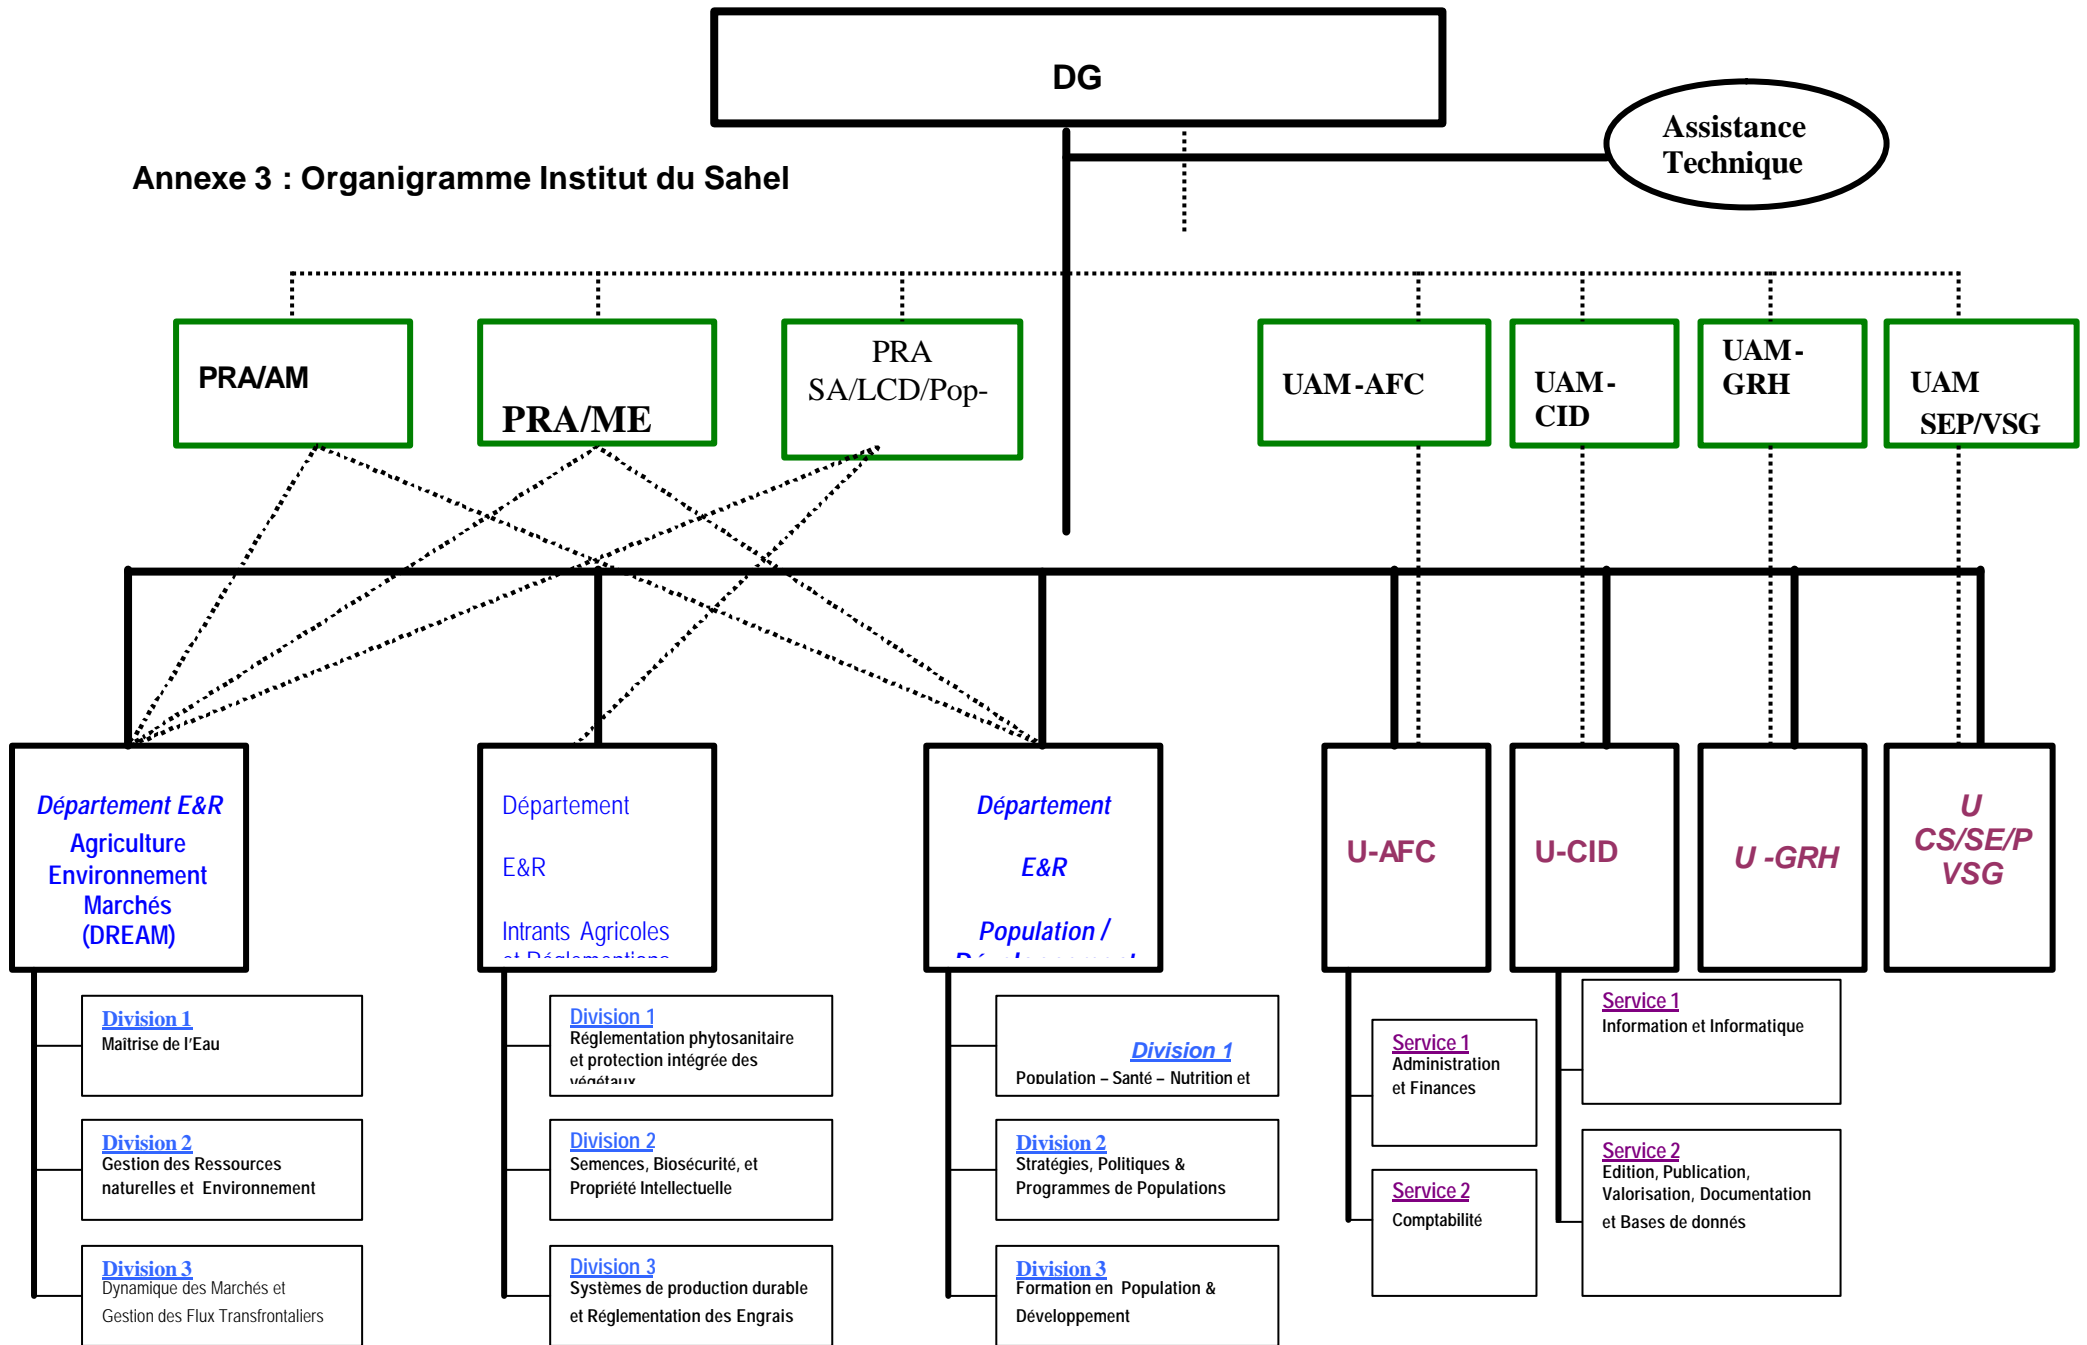 DG
Assistance
Technique
Annexe 3 : Organigramme Institut du Sahel
PRA/AM
PRA/ME
PRA
SA/LCD/Pop-
UAM-AFC
UAM-
CID
UAM-
GRH
UAM
SEP/VSG
Département E&R
Agriculture
Environnement
Marchés
(DREAM)
Département
E&R
Intrants Agricoles
et Réglementions
Département
E&R
Population /
Développement
U-AFC
U-CID
U -GRH
U
CS/SE/P
VSG
Division 1
Maîtrise de l'Eau
Division 2
Gestion des Ressources
naturelles et Environnement
Division 3
Dynamique des Marchés et
Gestion des Flux Transfrontaliers
Division 1
Réglementation phytosanitaire
et protection intégrée des
végétaux
Division 2
Semences, Biosécurité, et
Propriété Intellectuelle
Division 3
Systèmes de production durable
et Réglementation des Engrais
Division 1
Population – Santé – Nutrition et
Division 2
Stratégies, Politiques &
Programmes de Populations
Division 3
Formation en Population &
Développement
Service 1
Administration
et Finances
Service 2
Comptabilité
Service 1
Information et Informatique
Service 2
Edition, Publication,
Valorisation, Documentation
et Bases de donnés